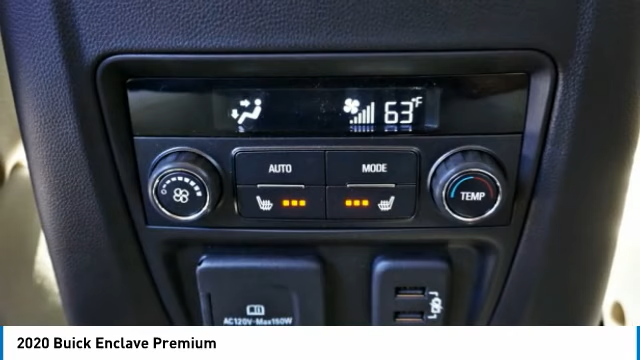 63°F
AUTO MODE
TEMP
AC120V-Max150W
2020 Buick Enclave Premium